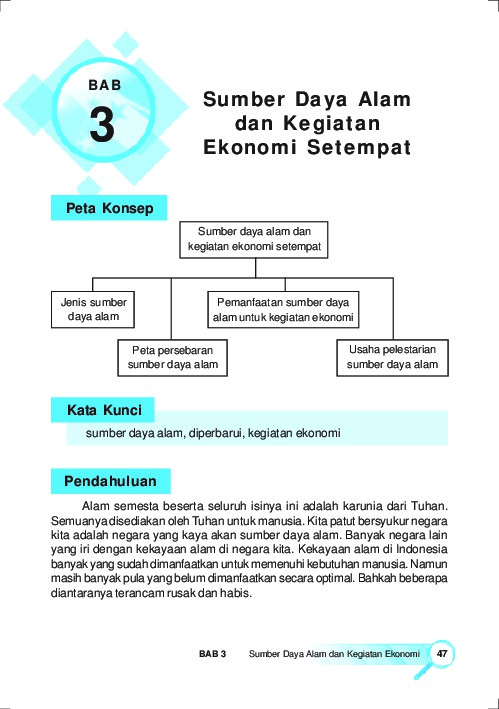 BAB
3
Sumber Daya Alam
dan Kegiatan
Ekonomi Setempat
Peta Konsep
Sumber daya alam dan
kegiatan ekonomi setempat
Jenis sumber
daya alam
Pemanfaatan sumber daya
alam untuk kegiatan ekonomi
Peta persebaran
sumber daya alam
Usaha pelestarian
sumber daya alam
Kata Kunci
sumber daya alam, diperbarui, kegiatan ekonomi
Pendahuluan
Alam semesta beserta seluruh isinya ini adalah karunia dari Tuhan.
Semuanya disediakan oleh Tuhan untuk manusia. Kita patut bersyukur negara
kita adalah negara yang kaya akan sumber daya alam. Banyak negara lain
yang iri dengan kekayaan alam di negara kita. Kekayaan alam di Indonesia
banyak yang sudah dimanfaatkan untuk memenuhi kebutuhan manusia. Namun
masih banyak pula yang belum dimanfaatkan secara optimal. Bahkah beberapa
diantaranya terancam rusak dan habis.
BAB 3 Sumber Daya Alam dan Kegiatan Ekonomi 47